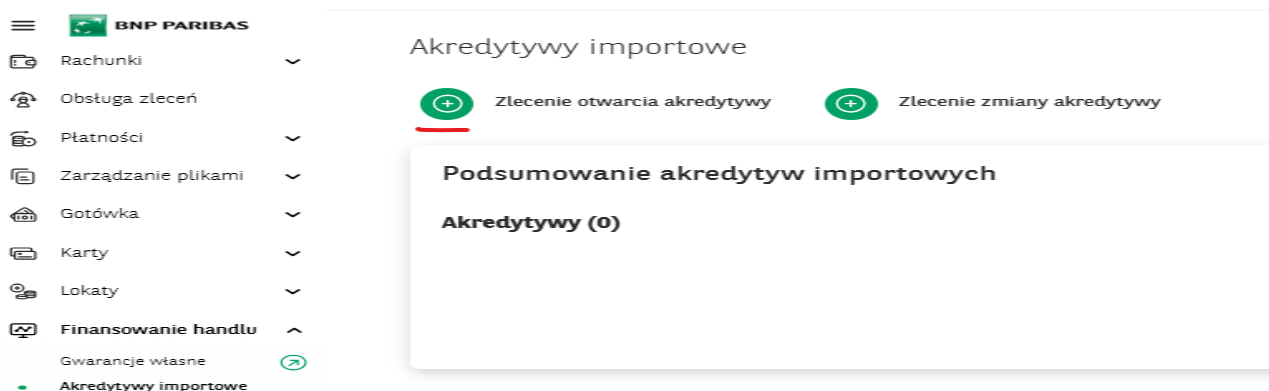 BNP PARIBAS
Rachunki
Obsługa zleceń
Płatności
Zarządzanie plikami
Gotówka
Karty
Lokaty
Finansowanie handlu
Gwarancje własne
Akredytywy importowe
Akredytywy importowe
Zlecenie otwarcia akredytywy
Zlecenie zmiany akredytywy
Podsumowanie akredytyw importowych
Akredytywy (0)